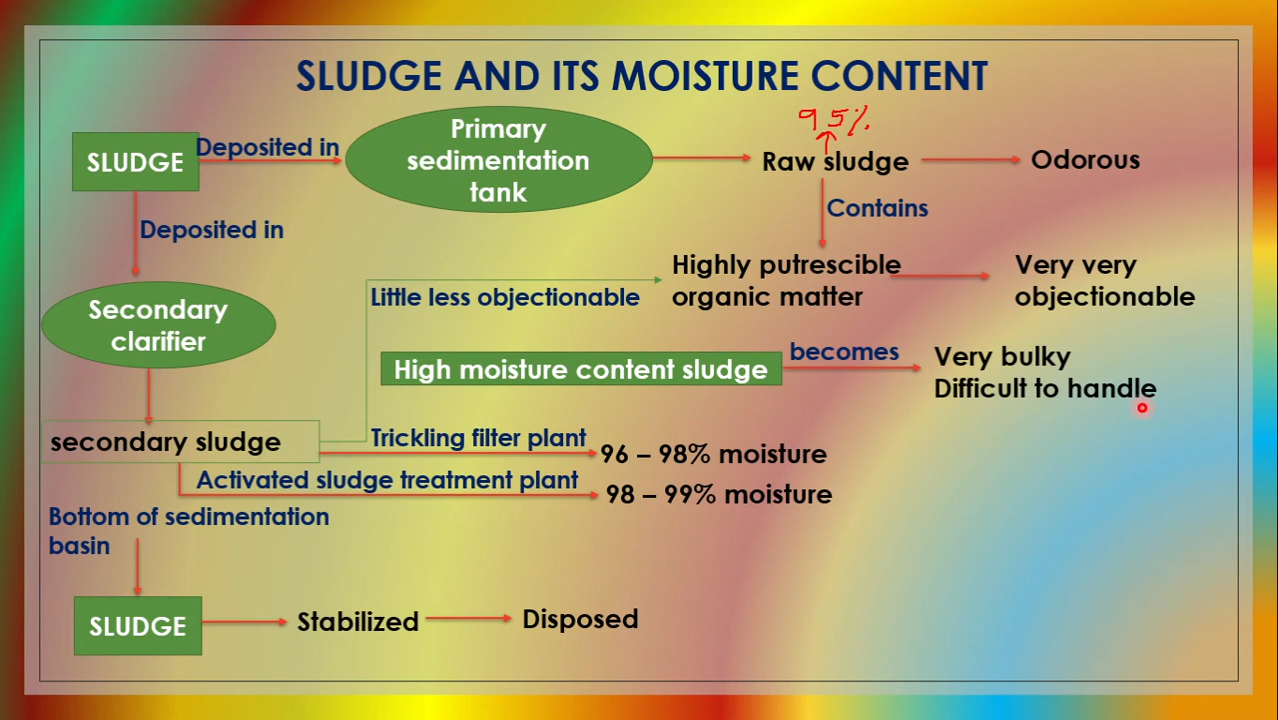 SLUDGE AND ITS MOISTURE CONTENT
95%
SLUDGE
Deposited in
Primary
sedimentation
tank
Raw sludge
Odorous
Deposited in
Contains
Secondary
clarifier
Little less objectionable
Highly putrescible
organic matter
Very very
objectionable
High moisture content sludge
becomes
Very bulky
Difficult to handle
secondary sludge
Trickling filter plant
96 – 98% moisture
Activated sludge treatment plant
98 – 99% moisture
Bottom of sedimentation
basin
SLUDGE
Stabilized
Disposed